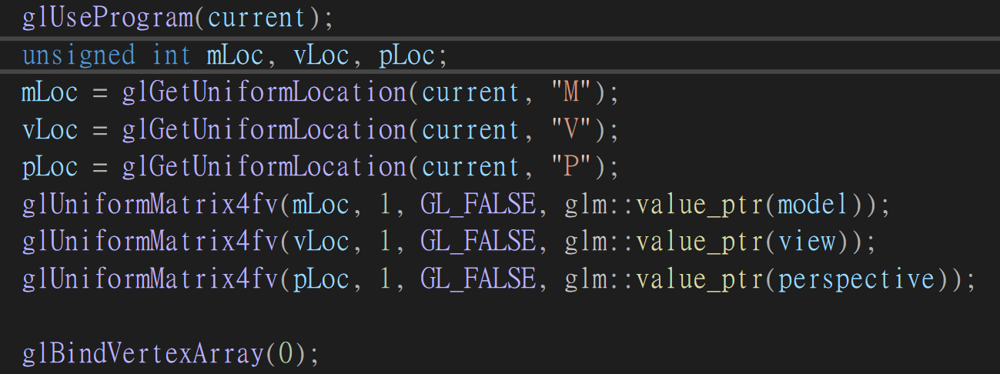 glUseProgram(current);
unsigned int mLoc, vLoc, pLoc;
mLoc = glGetUniformLocation(current, "M");
vLoc = glGetUniformLocation(current, "V");
pLoc = glGetUniformLocation(current, "P");
glUniformMatrix4fv(mLoc, 1, GL_FALSE, glm::value_ptr(model));
glUniformMatrix4fv(vLoc, 1, GL_FALSE, glm::value_ptr(view));
glUniformMatrix4fv(pLoc, 1, GL_FALSE, glm::value_ptr(perspective));
glBindVertexArray(0);